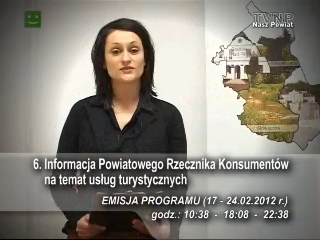 TVNP
Nasz Powiat
6. Informacja Powiatowego Rzecznika Konsumentów
na temat usług turystycznych
EMISJA PROGRAMU (17 - 24.02.2012 r.)
godz.: 10:38 - 18:08 - 22:38